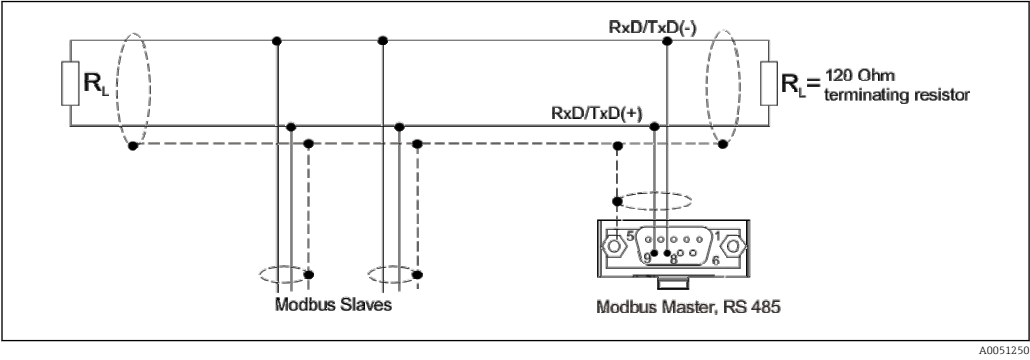 RxD/TxD(-)
RL
RL= 120 Ohm
terminating resistor
RxD/TxD(+)
5 1
9 8 6
Modbus Slaves
Modbus Master, RS 485
A0051250